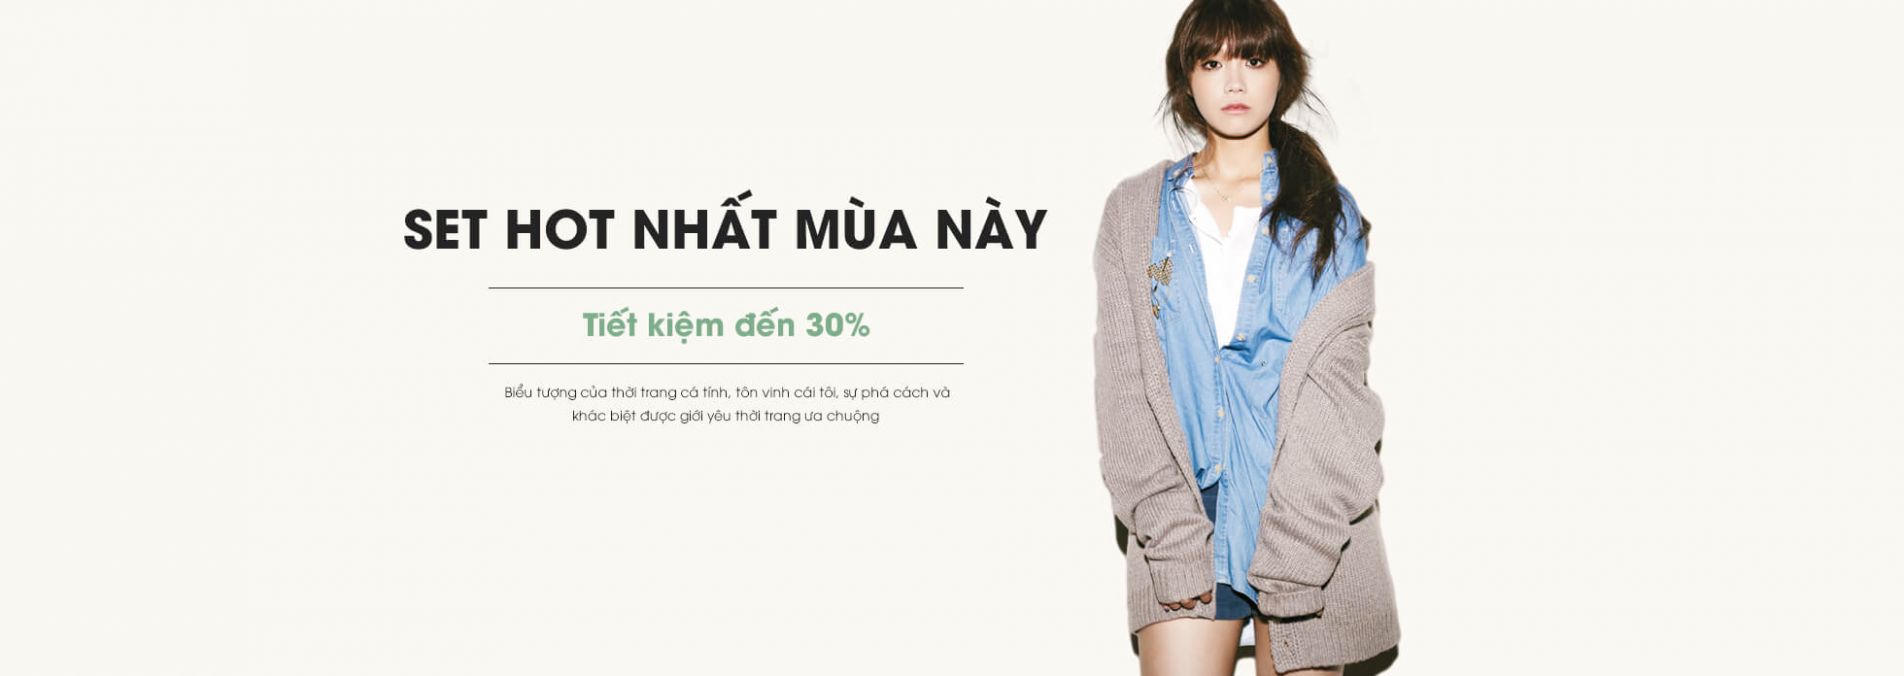 SET HOT NHẤT MÙA NÀY
Tiết kiệm đến 30%
Biểu tượng của thời trang cá tính, tôn vinh cái tôi, sự phá cách và
khác biệt được giới yêu thời trang ưa chuộng